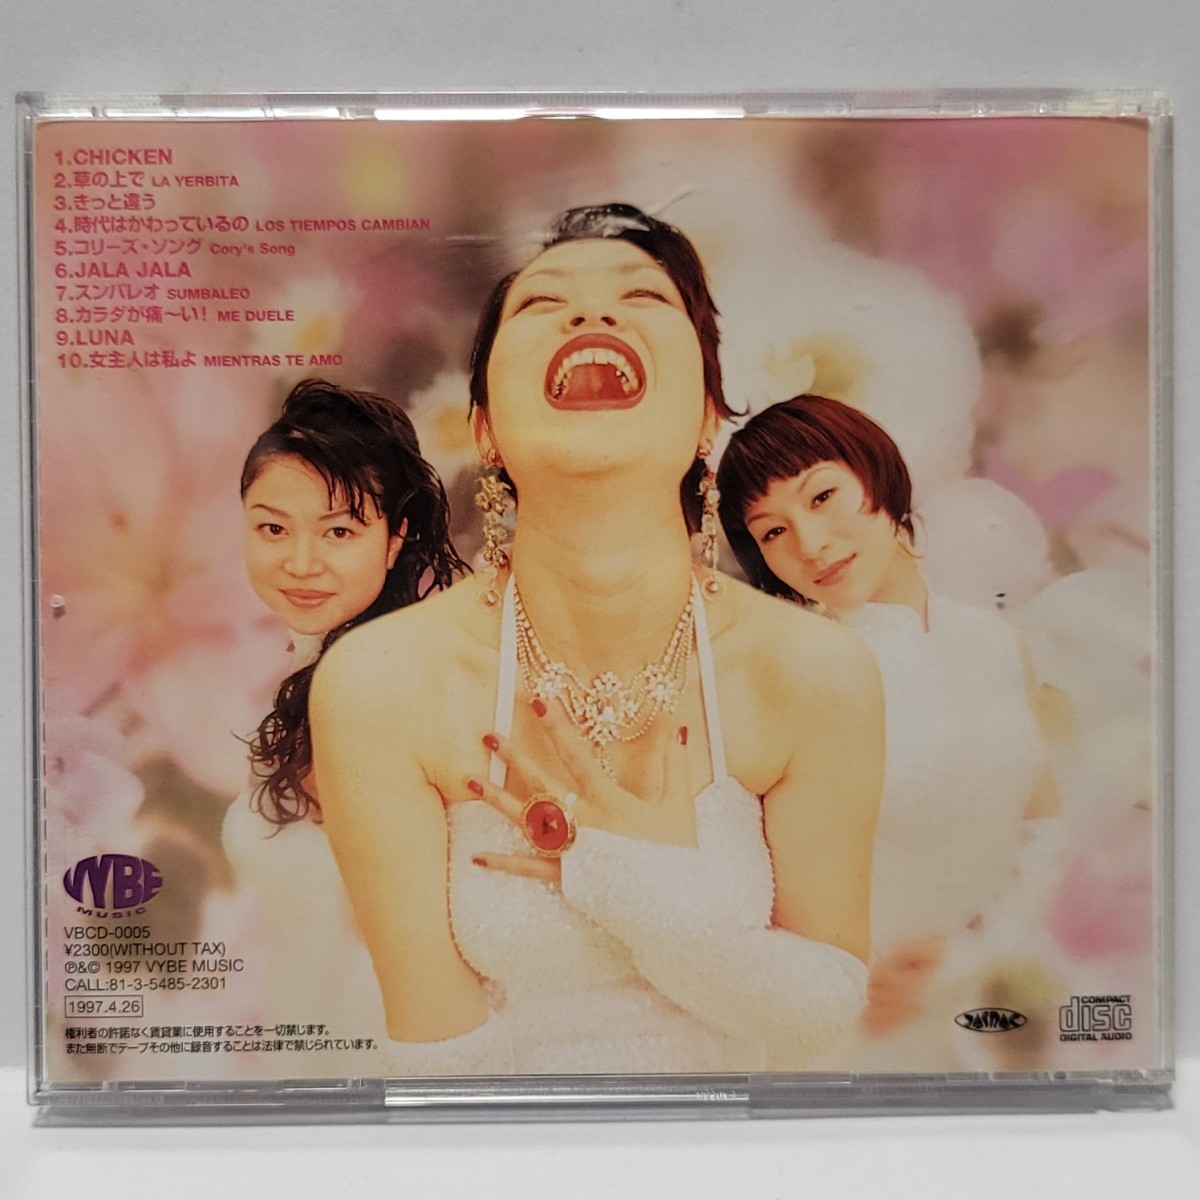 1.CHICKEN
2.草の上で LA YERBITA
3.きっと違う
4.時代はかわっているの LOS TIEMPOS CAMBIAN
5.コリーズ・ソング Cory's Song
6.JALA JALA
7.スンバレオ SUMBALEO
8.カラダが痛〜い! ME DUELE
9.LUNA
10.女主人は私よ MIENTRAS TE AMO
VYBE
MUSIC
VBCD-0005
¥2300(WITHOUT TAX)
℗&© 1997 VYBE MUSIC
CALL:81-3-5485-2301
1997.4.26
権利者の許諾なく賃貸業に使用することを一切禁じます。
また無断でテープその他に録音することは法律で禁じられています。
JASRAC
COMPACT
disc
DIGITAL AUDIO